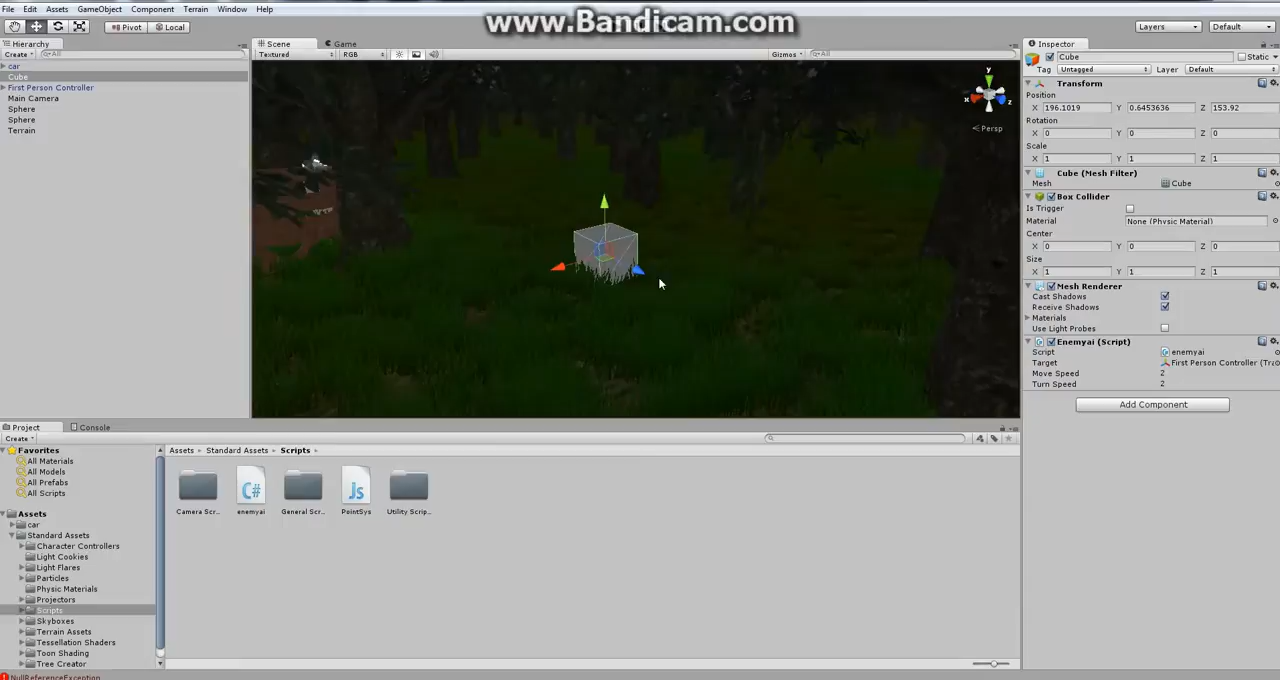 www.Bandicam.com
File Edit Assets GameObject Component Terrain Window Help
Pivot Local Layers Default
Hierarchy
Create All
car
Cube
First Person Controller
Main Camera
Sphere
Sphere
Terrain
Scene Game
Textured RGB Gizmos All
y
x z
Persp
Inspector
Cube Static
Tag Untagged Layer Default
Transform
Position
X 196.1019 Y 0.6453636 Z 153.92
Rotation
X 0 Y 0 Z 0
Scale
X 1 Y 1 Z 1
Cube (Mesh Filter)
Mesh Cube
Box Collider
Is Trigger
Material None (Physic Material)
Center
X 0 Y 0 Z 0
Size
X 1 Y 1 Z 1
Mesh Renderer
Cast Shadows
Receive Shadows
Materials
Use Light Probes
Enemyai (Script)
Script enemyai
Target First Person Controller (Tra
Move Speed 2
Turn Speed 2
Add Component
Project Console
Create
Favorites
All Materials
All Models
All Prefabs
All Scripts
Assets
car
Standard Assets
Character Controllers
Light Cookies
Light Flares
Particles
Physic Materials
Projectors
Scripts
Skyboxes
Terrain Assets
Tessellation Shaders
Toon Shading
Tree Creator
Assets Standard Assets Scripts
C# Js
Camera Scr... enemyai General Scr... PointSys Utility Scrip...
NullReferenceException